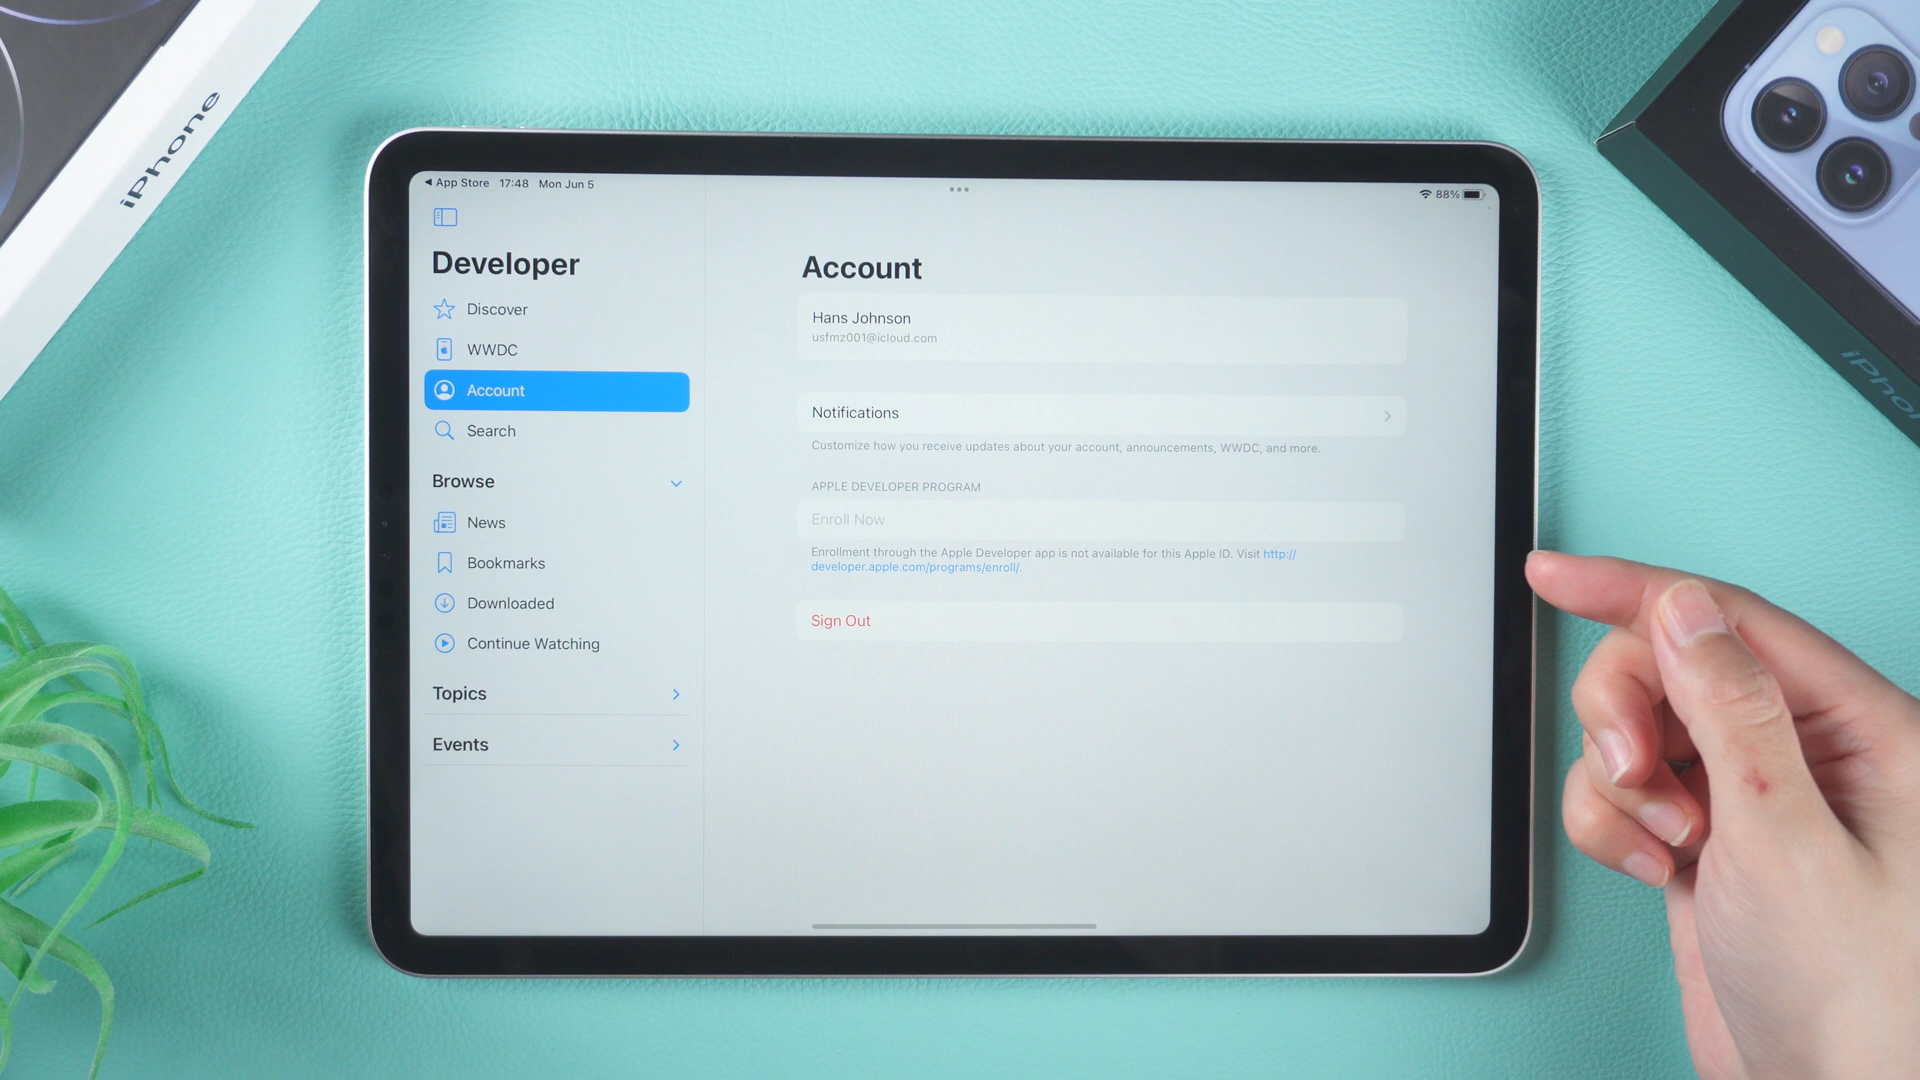 iPhone
App Store 17:48 Mon Jun 5
88%
Developer
Discover
WWDC
Account
Search
Browse
News
Bookmarks
Downloaded
Continue Watching
Topics
Events
Account
Hans Johnson
usfmz001@icloud.com
Notifications
Customize how you receive updates about your account, announcements, WWDC, and more.
APPLE DEVELOPER PROGRAM
Enroll Now
Enrollment through the Apple Developer app is not available for this Apple ID. Visit http://
developer.apple.com/programs/enroll/.
Sign Out
iPhon